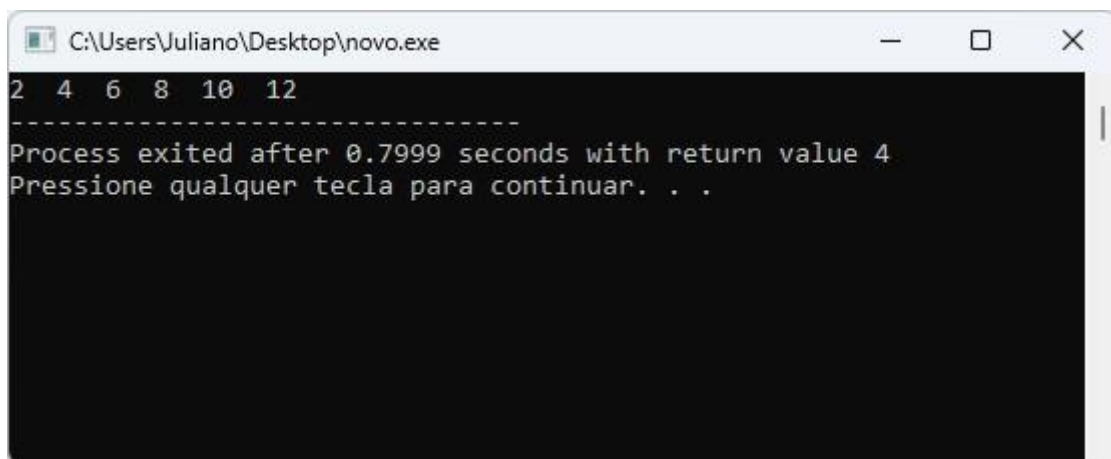 C:\Users\Juliano\Desktop\novo.exe
2  4  6  8  10  12
--------------------------------
Process exited after 0.7999 seconds with return value 4
Pressione qualquer tecla para continuar. . .